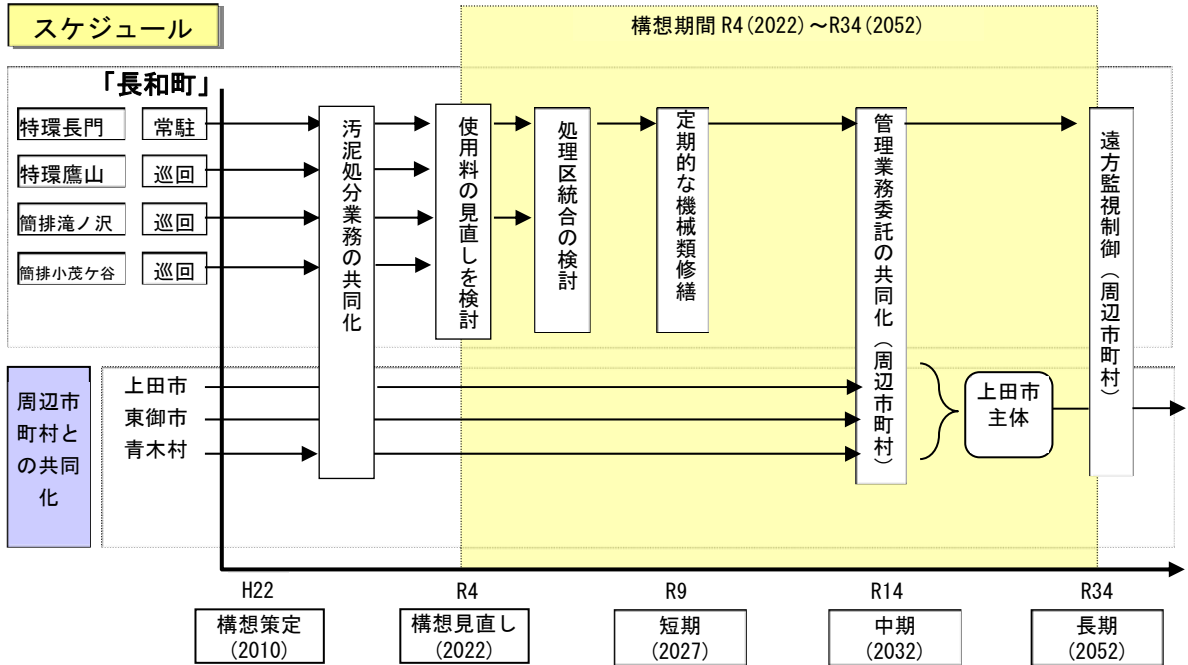 スケジュール
構想期間 R4(2022)～R34(2052)
「長和町」
特環長門
常駐
特環鷹山
巡回
簡排滝ノ沢
巡回
簡排小茂ケ谷
巡回
汚泥処分業務の共同化
使用料の見直しを検討
処理区統合の検討
定期的な機械類修繕
管理業務委託の共同化（周辺市町村）
遠方監視制御（周辺市町村）
周辺市
町村と
の共同
化
上田市
東御市
青木村
上田市
主体
H22
R4
R9
R14
R34
構想策定
(2010)
構想見直し
(2022)
短期
(2027)
中期
(2032)
長期
(2052)